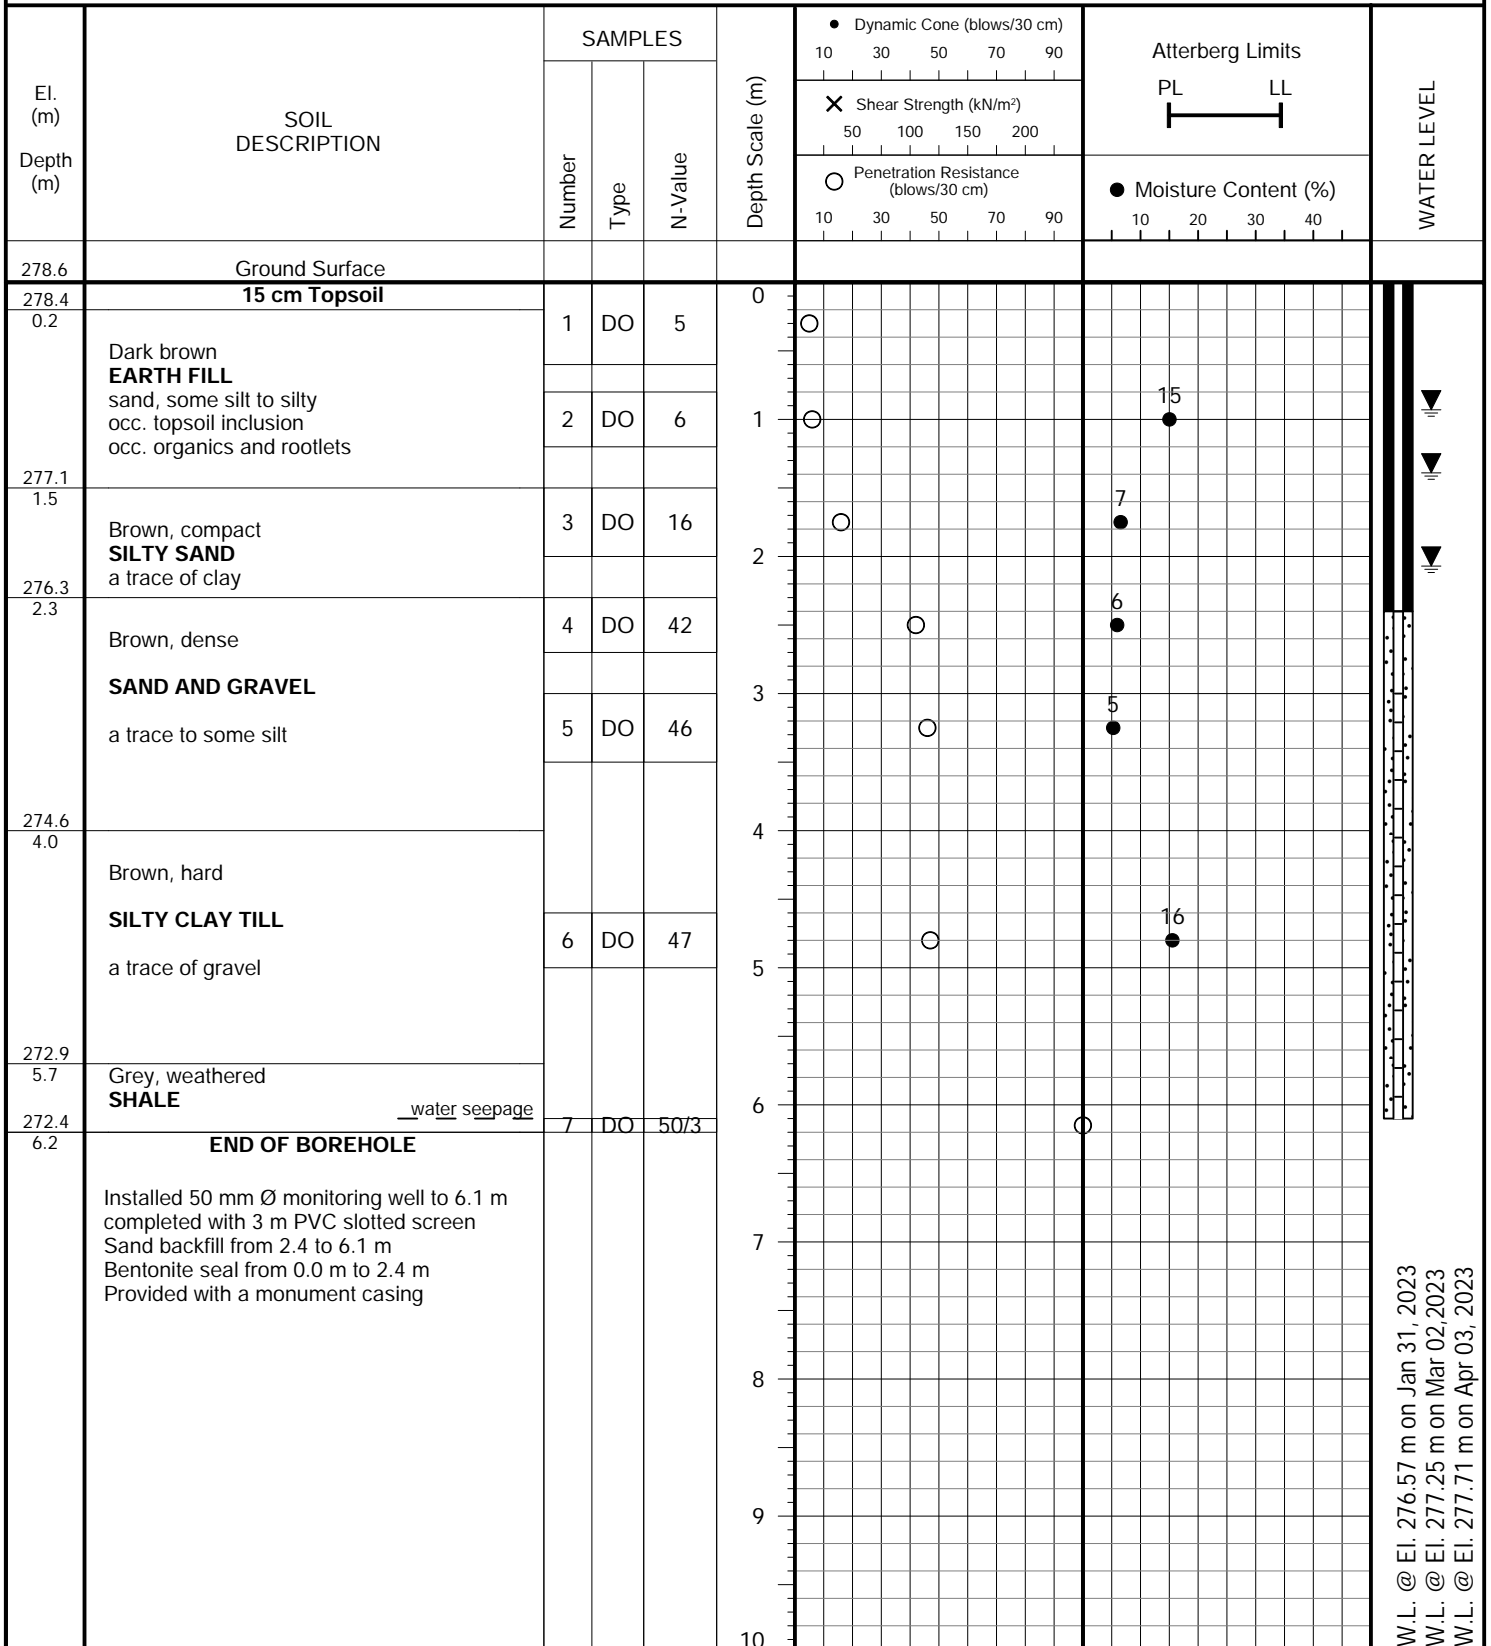 El.
(m)
Depth
(m)
SOIL
DESCRIPTION
SAMPLES
Number
Type
N-Value
Depth Scale (m)
Dynamic Cone (blows/30 cm)
10 30 50 70 90
Shear Strength (kN/m²)
50 100 150 200
Penetration Resistance
(blows/30 cm)
10 30 50 70 90
Atterberg Limits
PL LL
Moisture Content (%)
10 20 30 40
WATER LEVEL
278.6 Ground Surface
278.4 15 cm Topsoil
0
0.2
1 DO 5
Dark brown
EARTH FILL
sand, some silt to silty
occ. topsoil inclusion
occ. organics and rootlets
15
2 DO 6
1
277.1
1.5
7
Brown, compact
SILTY SAND
a trace of clay
3 DO 16
2
276.3
2.3
6
Brown, dense
4 DO 42
SAND AND GRAVEL
3
5
a trace to some silt
5 DO 46
274.6
4.0
4
Brown, hard
SILTY CLAY TILL
16
6 DO 47
a trace of gravel
5
272.9
5.7
Grey, weathered
SHALE
6
water seepage
272.4
7 DO 50/3
6.2
END OF BOREHOLE
Installed 50 mm Ø monitoring well to 6.1 m
completed with 3 m PVC slotted screen
Sand backfill from 2.4 to 6.1 m
Bentonite seal from 0.0 m to 2.4 m
Provided with a monument casing
7
8
9
10
W.L. @ El. 276.57 m on Jan 31, 2023
W.L. @ El. 277.25 m on Mar 02,2023
W.L. @ El. 277.71 m on Apr 03, 2023